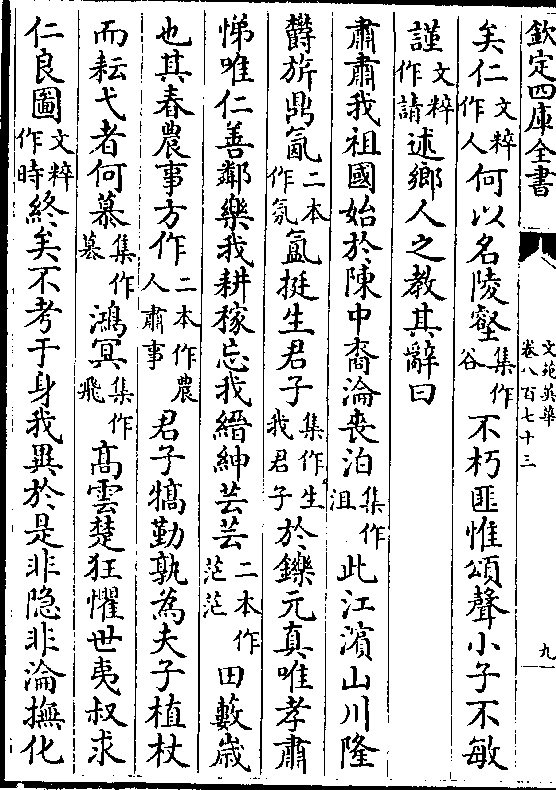 欽定四庫全書
文苑英華
卷八百七十三
九
矣仁文粹作人何以名陵壑集作谷不朽匪惟頌聲小子不敏
謹文粹作請述鄉人之教其辭曰
肅肅我祖國始於陳中裔淪喪泊集作沮此江濱山川隆
欝旂鼎氤二本作氛氳挺生君子集作生我君子於鑠元真唯孝肅
悌唯仁善鄰樂我耕稼忘我縉紳芸芸二本作茫茫田藪歲
也其春農事方作二本作農人肅事君子犒勤孰為夫子植杖
而耘弋者何慕集作墓鴻冥集作飛高雲楚狂懼世夷叔求
仁良圖文粹作時終矣不考于身我異於是非隐非淪撫化